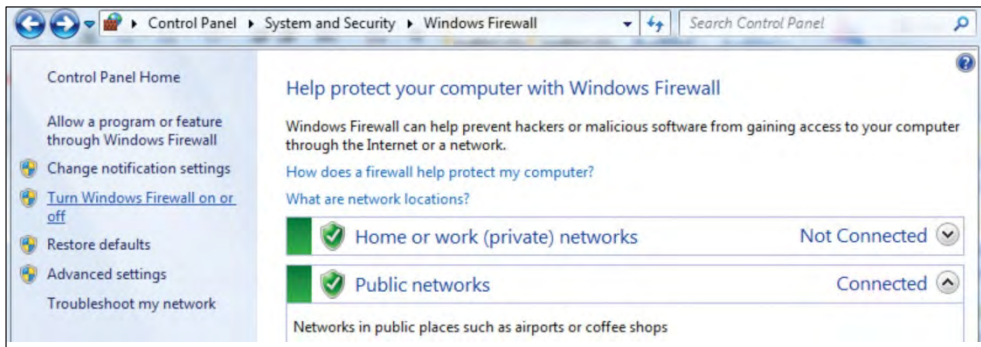 Control Panel ▸ System and Security ▸ Windows Firewall
Search Control Panel
Control Panel Home
Allow a program or feature
through Windows Firewall
Change notification settings
Turn Windows Firewall on or
off
Restore defaults
Advanced settings
Troubleshoot my network
Help protect your computer with Windows Firewall
Windows Firewall can help prevent hackers or malicious software from gaining access to your computer
through the Internet or a network.
How does a firewall help protect my computer?
What are network locations?
Home or work (private) networks Not Connected
Public networks Connected
Networks in public places such as airports or coffee shops